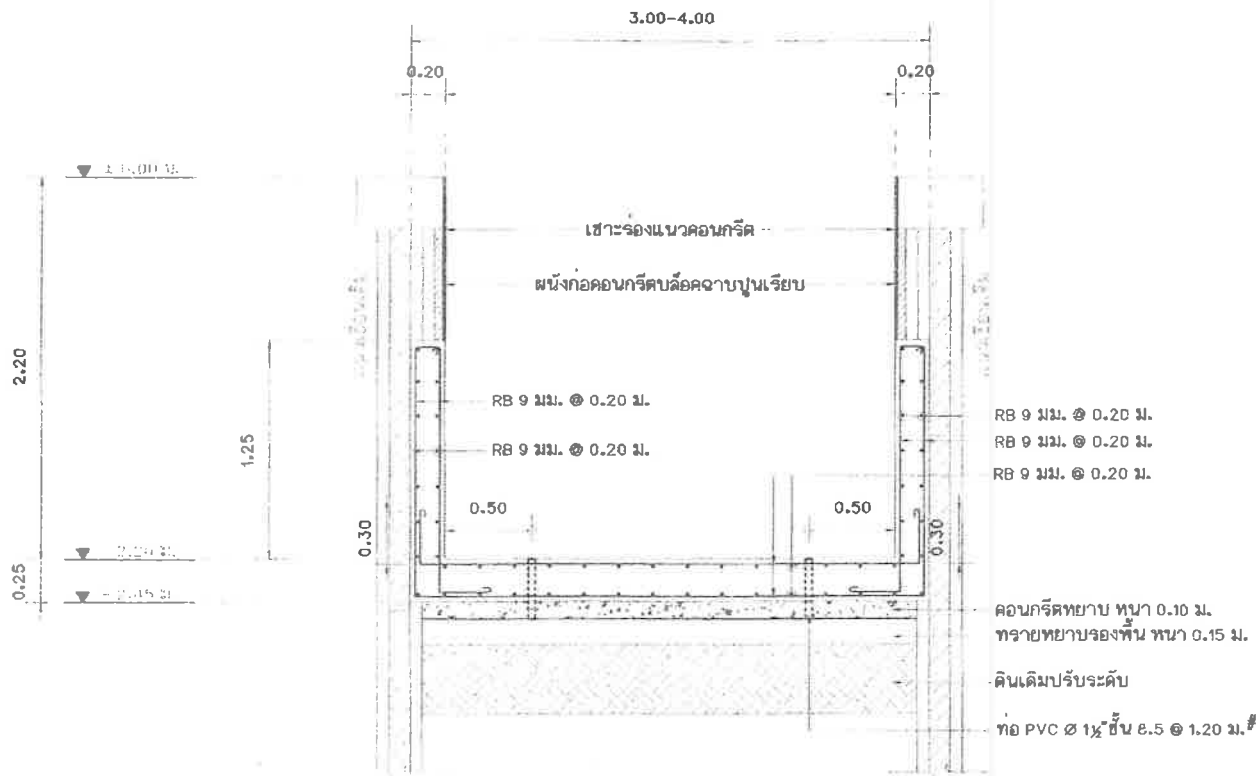 3.00-4.00
0.20
0.20
เซาะร่องแนวคอนกรีต
ผนังก่อคอนกรีตบล็อคฉาบปูนเรียบ
2.20
1.25
RB 9 มม. @ 0.20 ม.
RB 9 มม. @ 0.20 ม.
RB 9 มม. @ 0.20 ม.
RB 9 มม. @ 0.20 ม.
RB 9 มม. @ 0.20 ม.
0.50
0.50
0.30
0.30
0.25
คอนกรีตหยาบ หนา 0.10 ม.
ทรายหยาบรองพื้น หนา 0.15 ม.
ดินเดิมปรับระดับ
ท่อ PVC Ø 1½" ชั้น 8.5 @ 1.20 ม.#